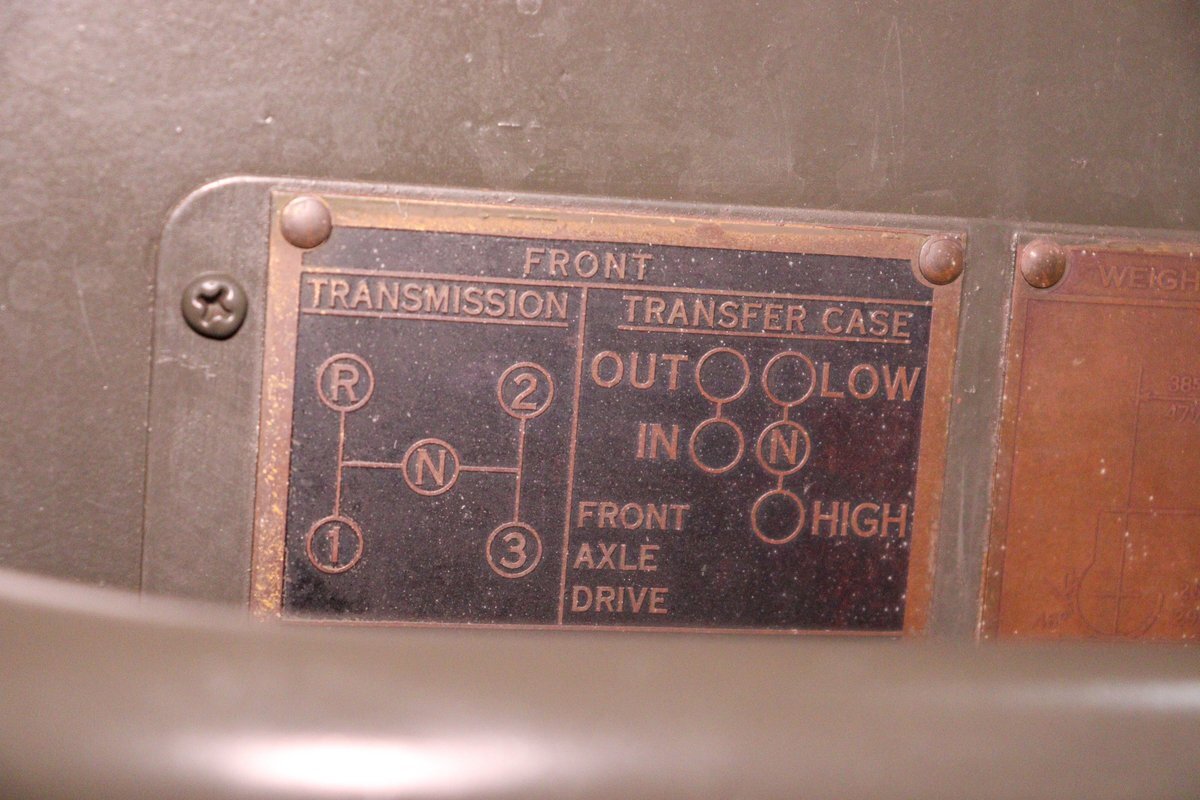 FRONT
TRANSMISSION
R
2
N
1
3
TRANSFER CASE
OUT LOW
IN N
HIGH
FRONT
AXLE
DRIVE